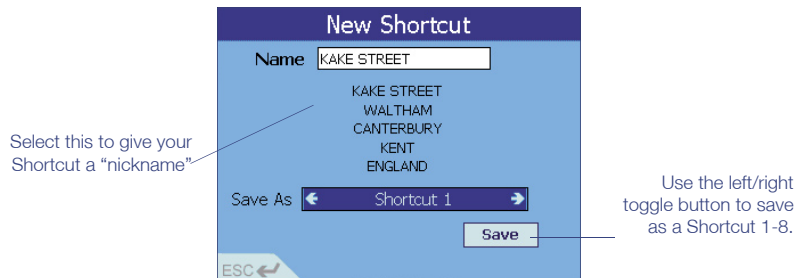 New Shortcut
Name KAKE STREET
KAKE STREET
WALTHAM
CANTERBURY
KENT
ENGLAND
Select this to give your
Shortcut a “nickname”
Save As Shortcut 1
Save
Use the left/right
toggle button to save
as a Shortcut 1-8.
ESC